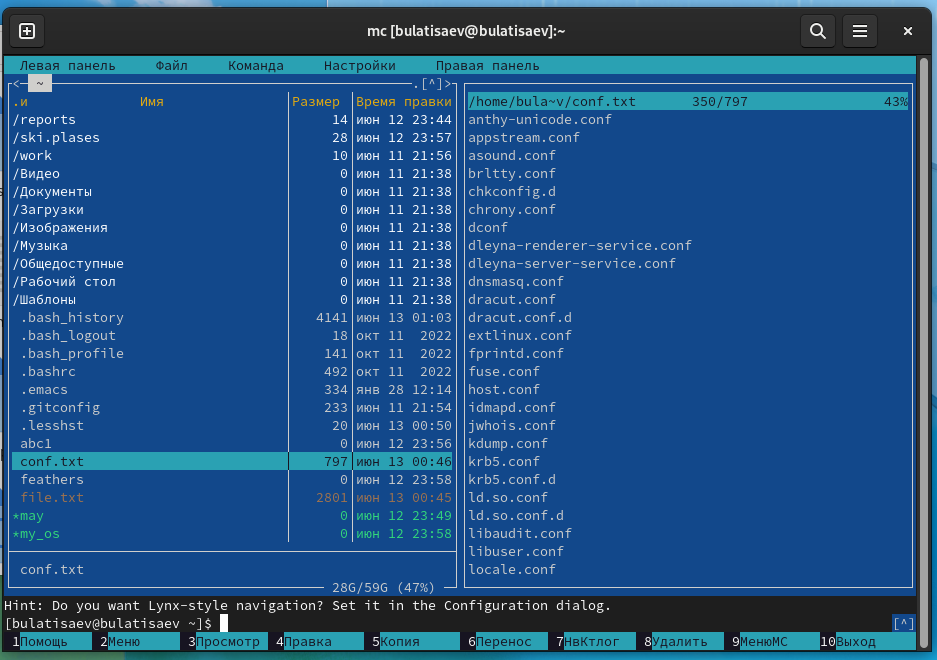 mc [bulatisaev@bulatisaev]:~
Левая панель Файл Команда Настройки Правая панель
<- ~ .[^]>
.и Имя Размер Время правки
/reports 14 июн 12 23:44
/ski.plases 28 июн 12 23:57
/work 10 июн 11 21:56
/Видео 0 июн 11 21:38
/Документы 0 июн 11 21:38
/Загрузки 0 июн 11 21:38
/Изображения 0 июн 11 21:38
/Музыка 0 июн 11 21:38
/Общедоступные 0 июн 11 21:38
/Рабочий стол 0 июн 11 21:38
/Шаблоны 0 июн 11 21:38
.bash_history 4141 июн 13 01:03
.bash_logout 18 окт 11 2022
.bash_profile 141 окт 11 2022
.bashrc 492 окт 11 2022
.emacs 334 янв 28 12:14
.gitconfig 233 июн 11 21:54
.lesshst 20 июн 13 00:50
abc1 0 июн 12 23:56
conf.txt 797 июн 13 00:46
feathers 0 июн 12 23:58
file.txt 2801 июн 13 00:45
*may 0 июн 12 23:49
*my_os 0 июн 12 23:58
conf.txt
28G/59G (47%)
/home/bula~v/conf.txt 350/797 43%
anthy-unicode.conf
appstream.conf
asound.conf
brltty.conf
chkconfig.d
chrony.conf
dconf
dleyna-renderer-service.conf
dleyna-server-service.conf
dnsmasq.conf
dracut.conf
dracut.conf.d
extlinux.conf
fprintd.conf
fuse.conf
host.conf
idmapd.conf
jwhois.conf
kdump.conf
krb5.conf
krb5.conf.d
ld.so.conf
ld.so.conf.d
libaudit.conf
libuser.conf
locale.conf
Hint: Do you want Lynx-style navigation? Set it in the Configuration dialog.
[bulatisaev@bulatisaev ~]$ [^]
1Помощь 2Меню 3Просмотр 4Правка 5Копия 6Перенос 7НвКтлог 8Удалить 9МенюМС 10Выход